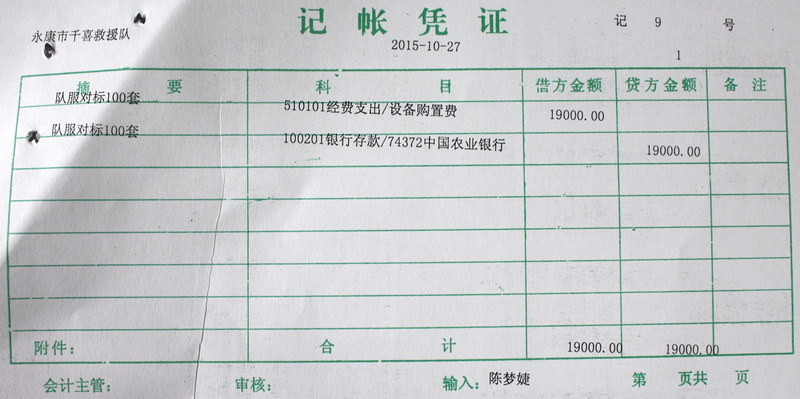 记帐凭证
永康市千喜救援队
记 9 号
2015-10-27
1
摘要 科目 借方金额 贷方金额 备注
队服对标100套 510101经费支出/设备购置费 19000.00
队服对标100套 100201银行存款/74372中国农业银行 19000.00
附件: 合计 19000.00 19000.00
会计主管: 审核: 输入: 陈梦婕 第 页共 页